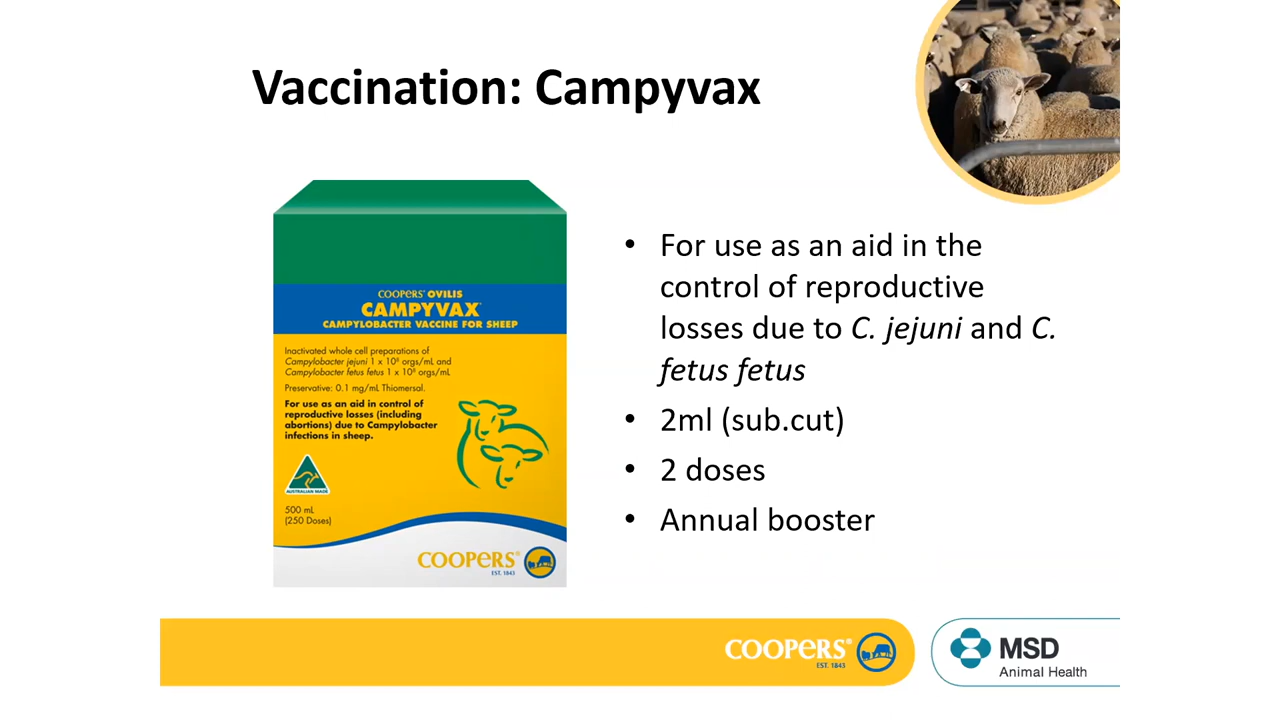 Vaccination: Campyvax
COOPERS® OVILIS
CAMPYVAX®
CAMPYLOBACTER VACCINE FOR SHEEP
Inactivated whole cell preparations of
Campylobacter jejuni 1 x 10⁸ orgs/mL and
Campylobacter fetus fetus 1 x 10⁸ orgs/mL
Preservative: 0.1 mg/mL Thiomersal.
For use as an aid in control of
reproductive losses (including
abortions) due to Campylobacter
infections in sheep.
AUSTRALIAN MADE
500 mL
(250 Doses)
COOPERS®
EST. 1843
• For use as an aid in the
control of reproductive
losses due to C. jejuni and C.
fetus fetus
• 2ml (sub.cut)
• 2 doses
• Annual booster
COOPERS®
EST. 1843
MSD
Animal Health